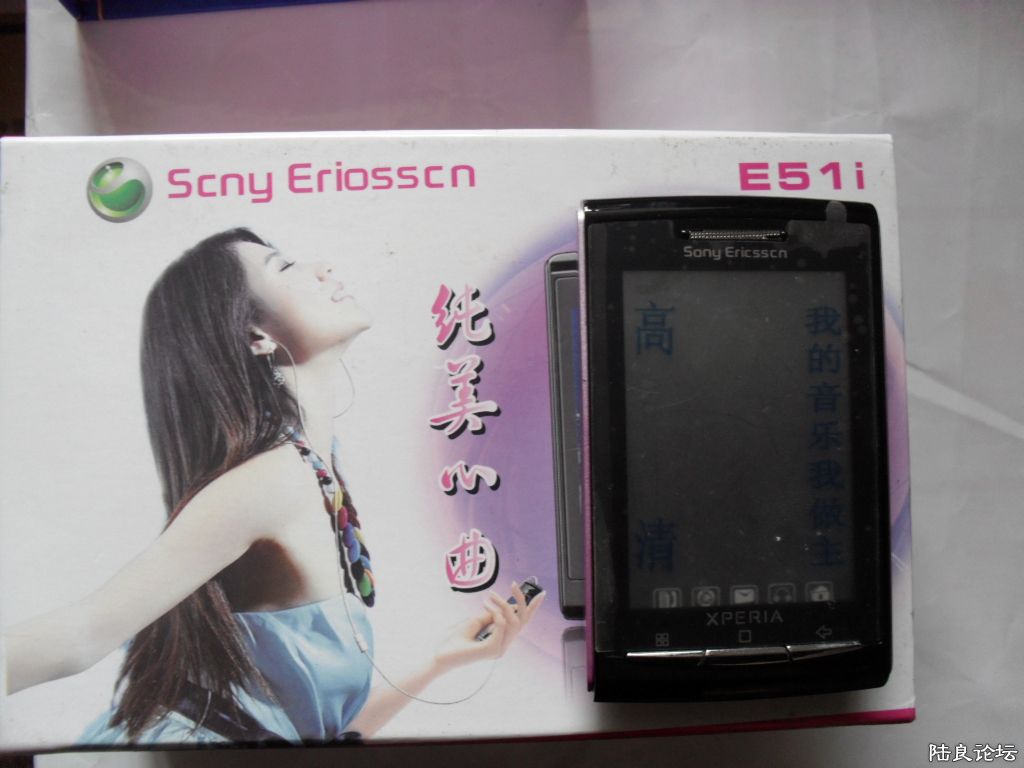 Scny Eriosscn
E51i
纯美心曲
Sony Ericsscn
高清
我的音乐我做主
XPERIA
陆良论坛